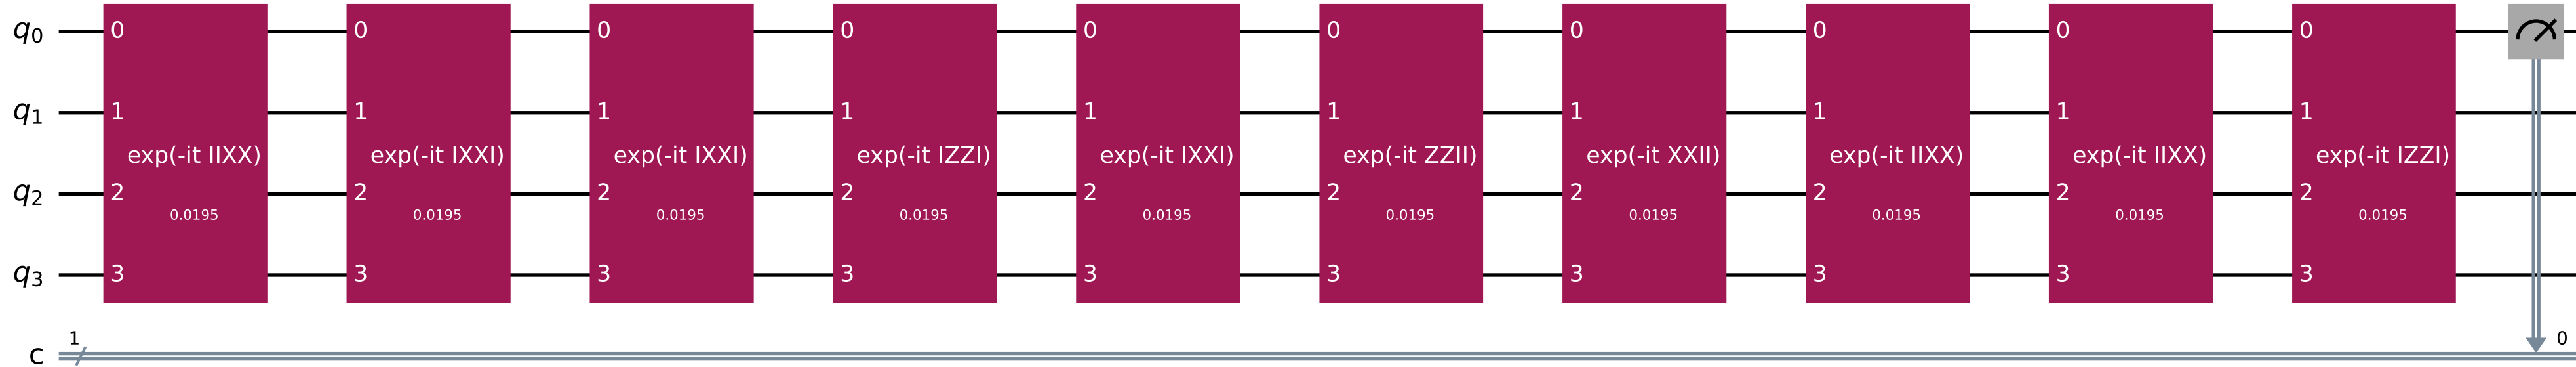 q0 0 0 0 0 0 0 0 0 0 0
q1 1 1 1 1 1 1 1 1 1 1
exp(-it IIXX) exp(-it IXXI) exp(-it IXXI) exp(-it IZZI) exp(-it IXXI) exp(-it ZZII) exp(-it XXII) exp(-it IIXX) exp(-it IIXX) exp(-it IZZI)
q2 2 2 2 2 2 2 2 2 2 2
0.0195 0.0195 0.0195 0.0195 0.0195 0.0195 0.0195 0.0195 0.0195 0.0195
q3 3 3 3 3 3 3 3 3 3 3
1 0
c